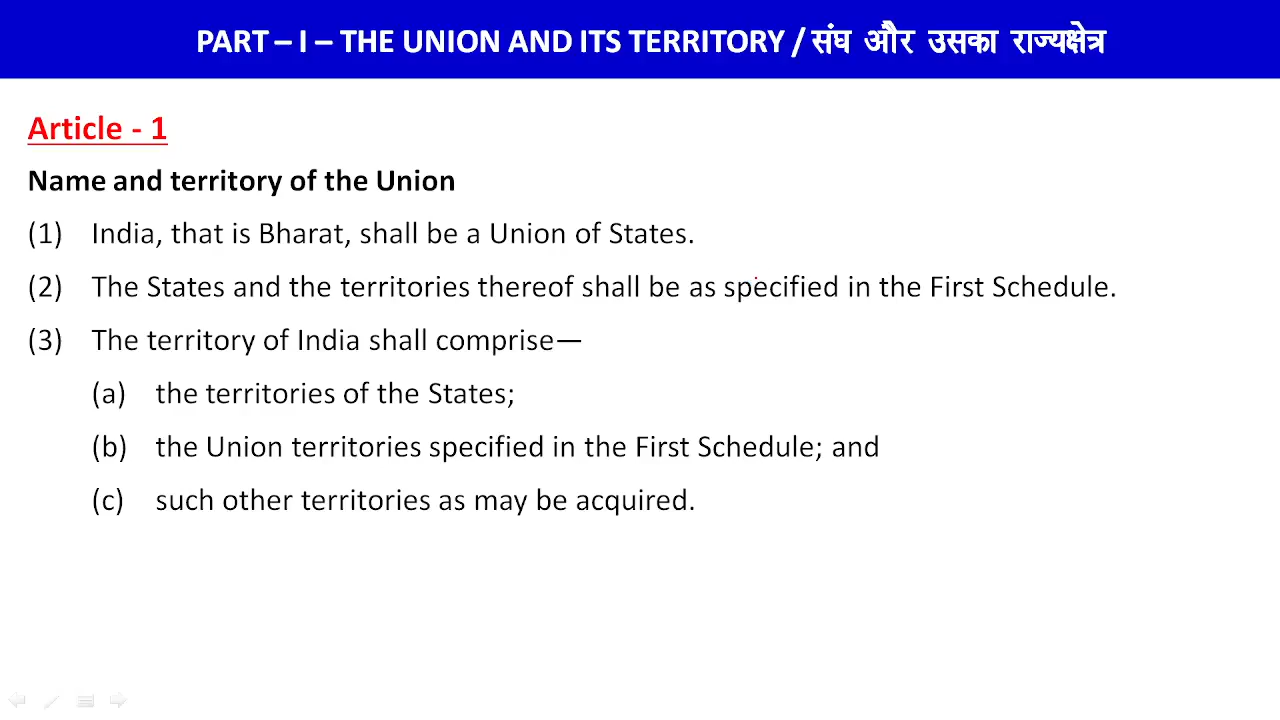 PART – I – THE UNION AND ITS TERRITORY / संघ और उसका राज्यक्षेत्र
Article - 1
Name and territory of the Union
(1) India, that is Bharat, shall be a Union of States.
(2) The States and the territories thereof shall be as specified in the First Schedule.
(3) The territory of India shall comprise—
(a) the territories of the States;
(b) the Union territories specified in the First Schedule; and
(c) such other territories as may be acquired.